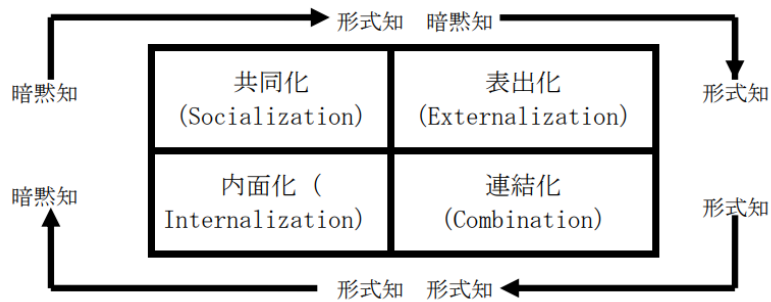 形式知 暗黙知
暗黙知
共同化
(Socialization)
表出化
(Externalization)
形式知
暗黙知
内面化（
Internalization)
連結化
(Combination)
形式知
形式知 形式知